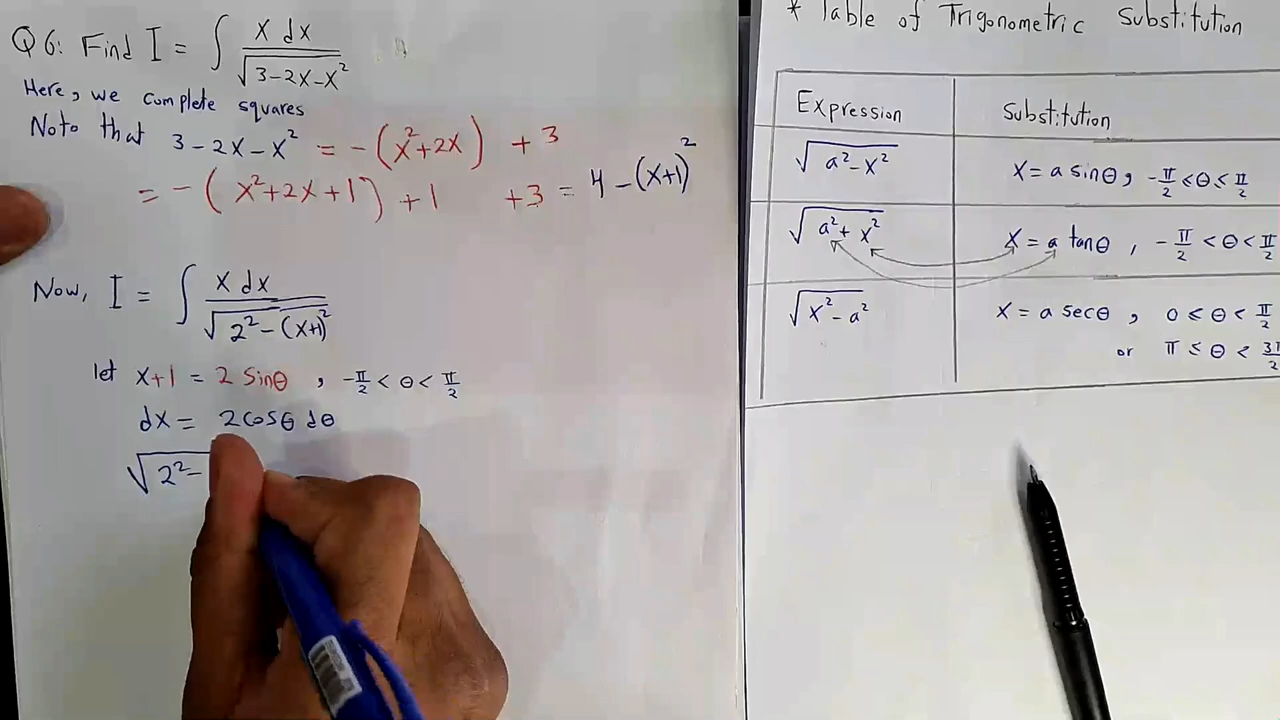 Q6: Find I = ∫ x dx / √(3-2x-x²)
Here, we complete squares
Note that 3-2x-x² = -(x²+2x) +3
= -(x²+2x+1) +1 +3 = 4-(x+1)²
Now, I = ∫ x dx / √(2²-(x+1)²)
let x+1 = 2 sinθ , -π/2 < θ < π/2
dx = 2cosθ dθ
√2²-
* Table of Trigonometric Substitution
Expression Substitution
√(a²-x²) x = a sinθ, -π/2 ≤ θ ≤ π/2
√(a²+x²) x = a tanθ , -π/2 < θ < π/2
√(x²-a²) x = a secθ , 0 ≤ θ < π/2
or π ≤ θ < 3π/2